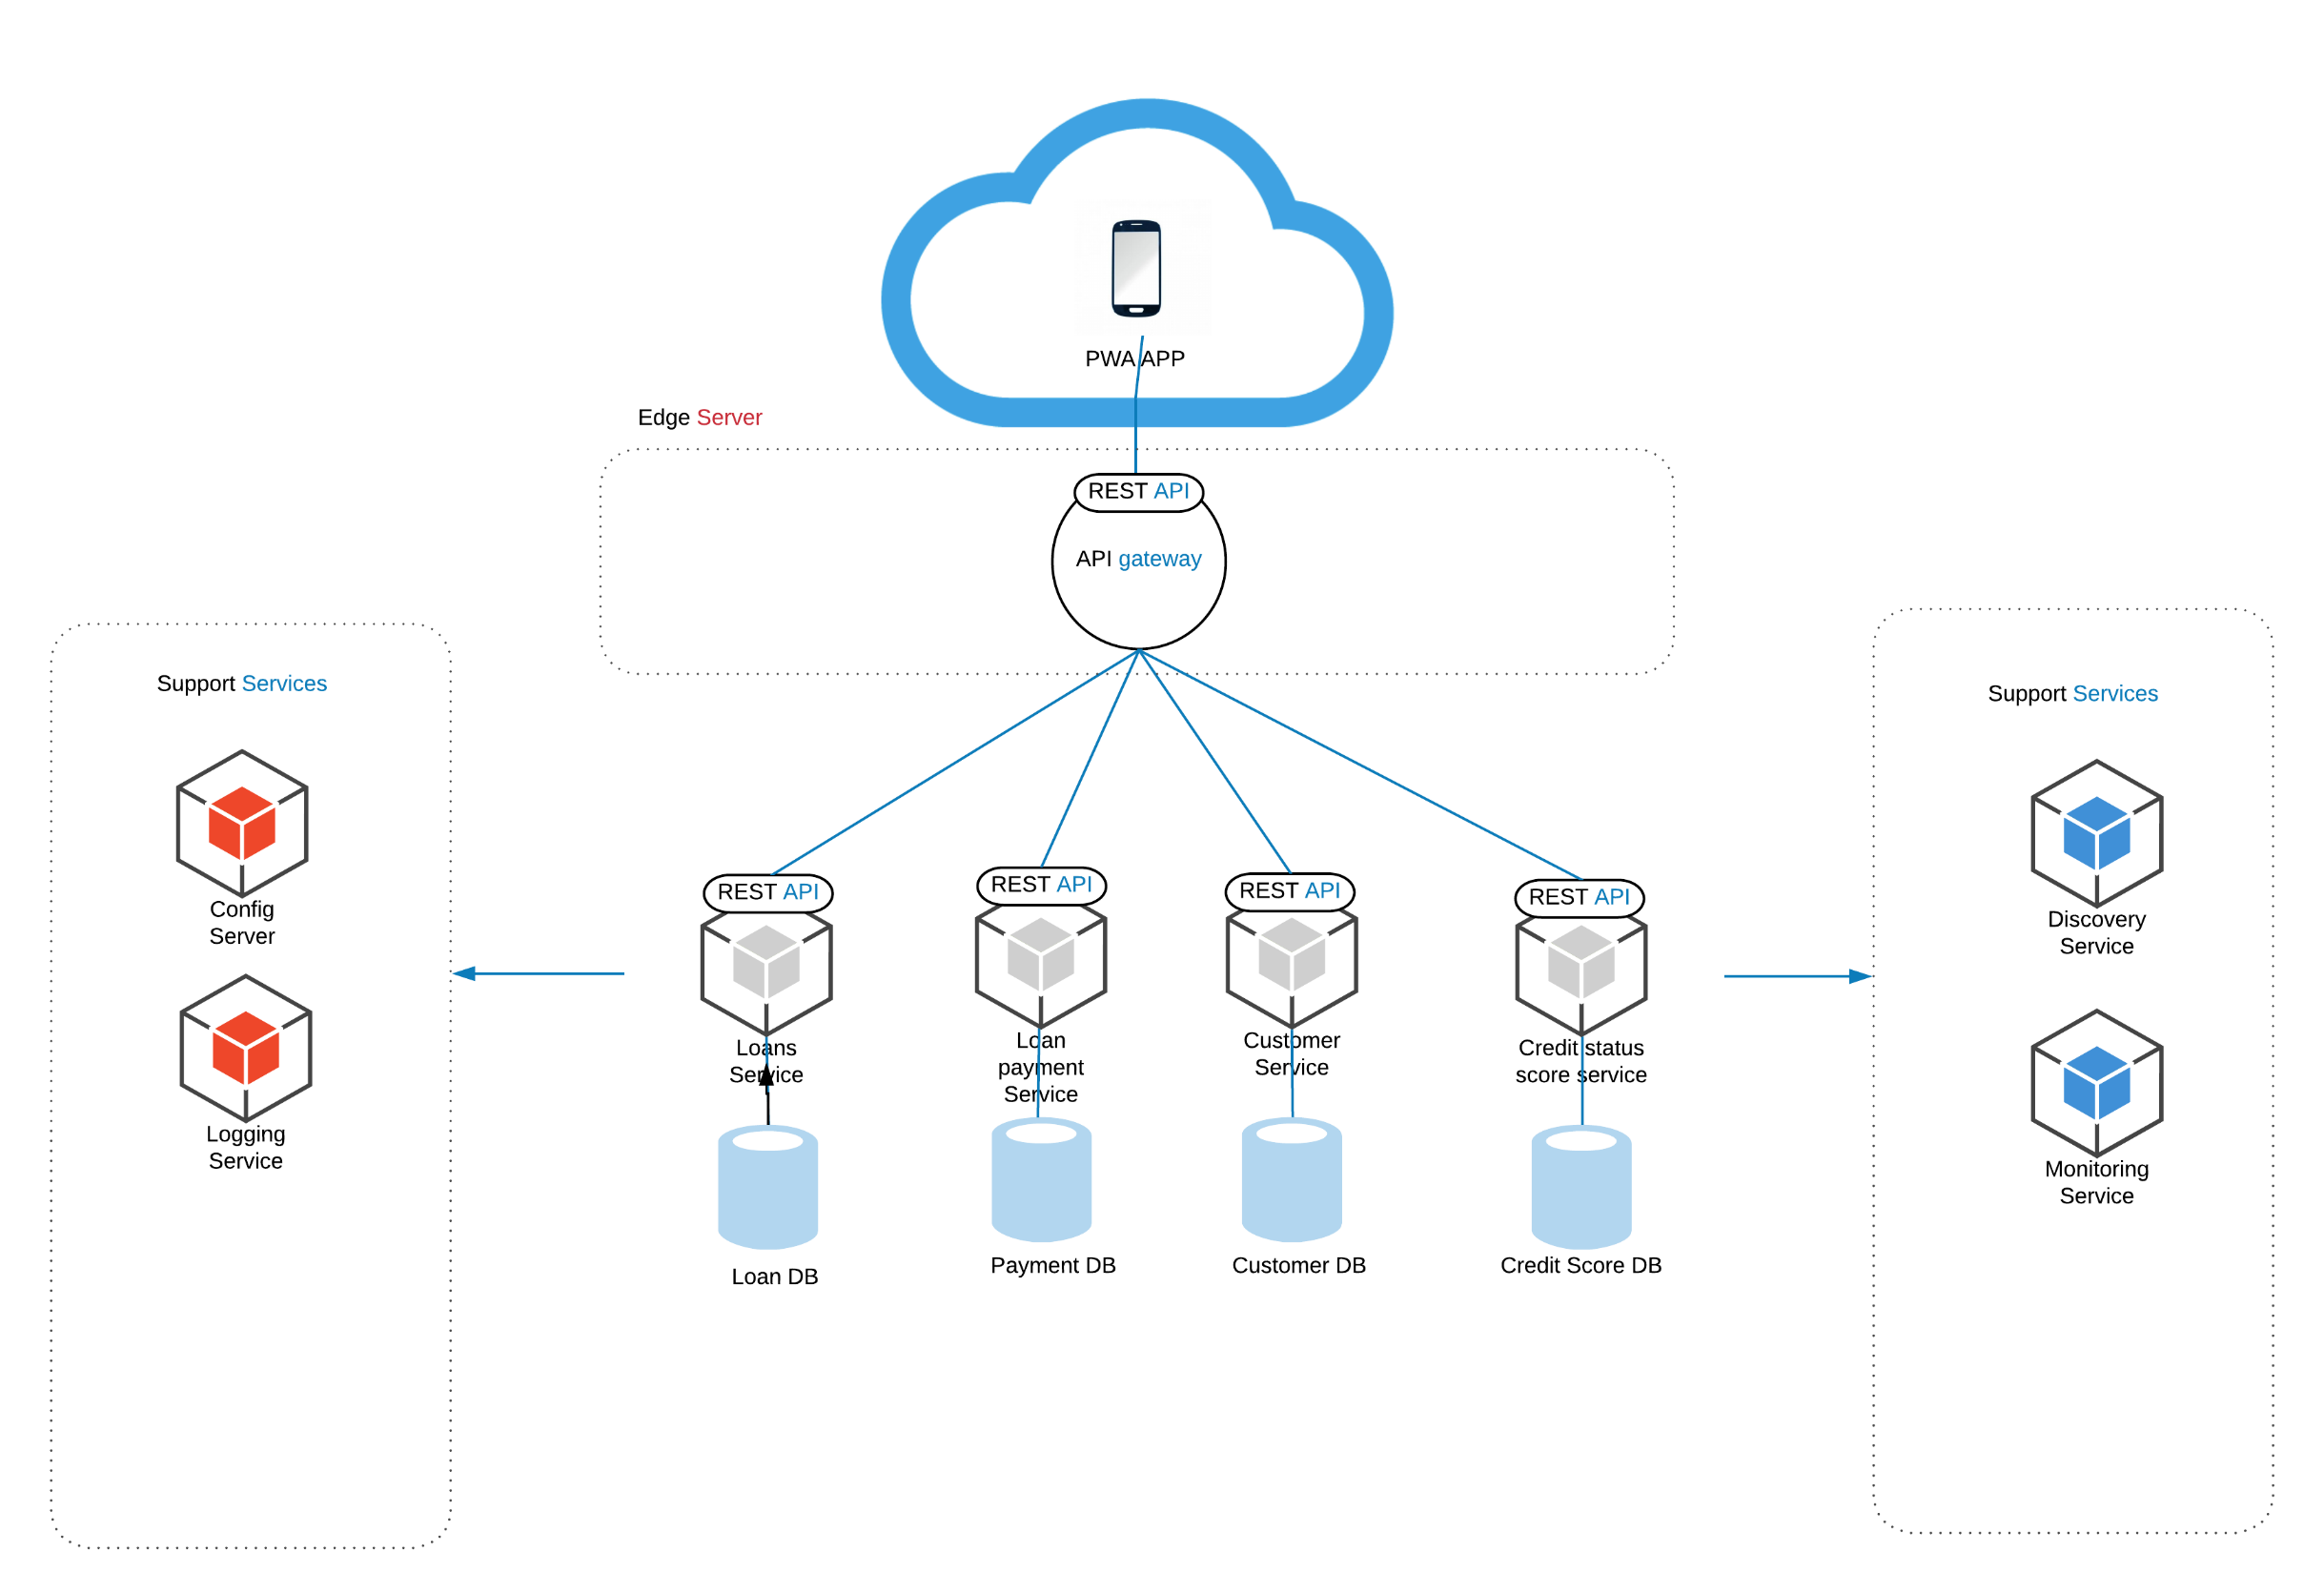 PWA APP
Edge Server
REST API
API gateway
Support Services
Config
Server
Logging
Service
REST API
Loans
Service
Loan DB
REST API
Loan
payment
Service
Payment DB
REST API
Customer
Service
Customer DB
REST API
Credit status
score service
Credit Score DB
Support Services
Discovery
Service
Monitoring
Service